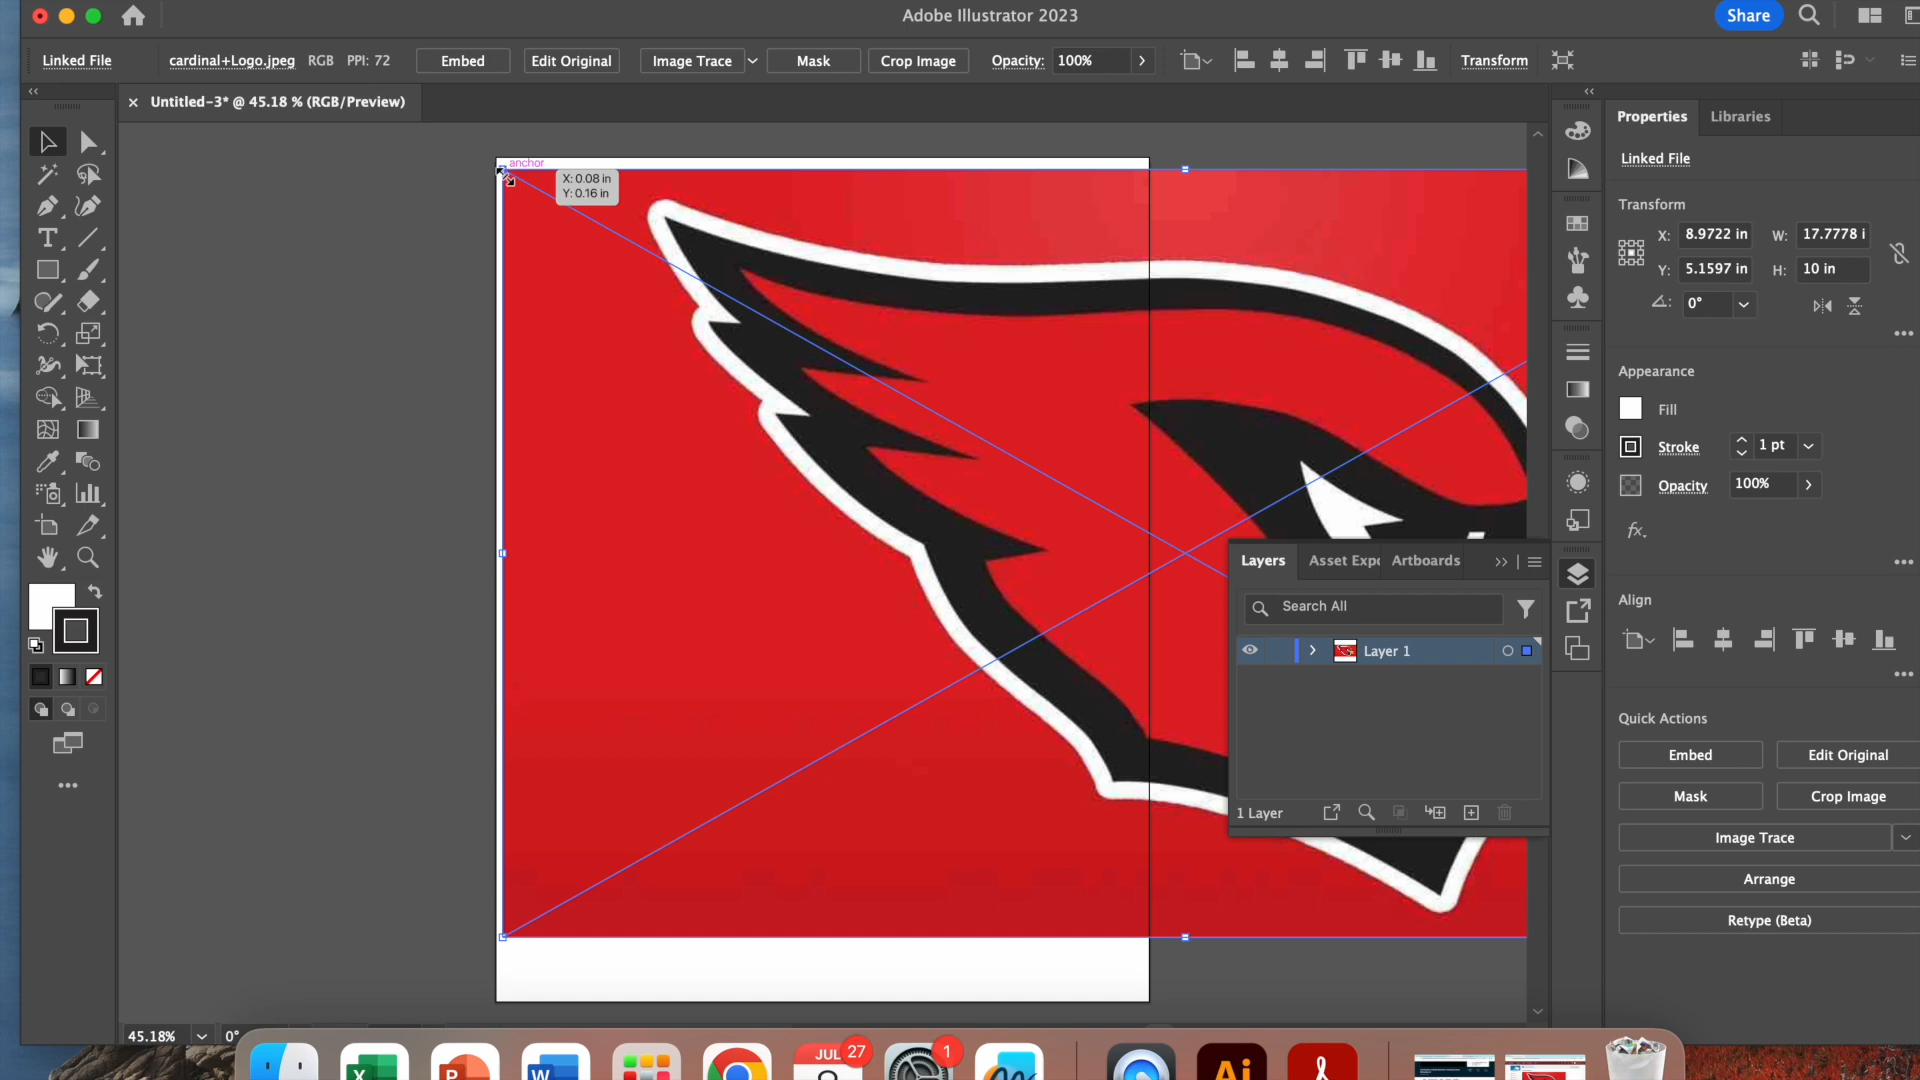 Adobe Illustrator 2023
Share
Linked File
cardinal+Logo.jpeg
RGB
PPI: 72
Embed
Edit Original
Image Trace
Mask
Crop Image
Opacity:
100%
Transform
Untitled-3* @ 45.18 % (RGB/Preview)
Properties
Libraries
Linked File
Transform
X: 8.9722 in
W: 17.7778 i
Y: 5.1597 in
H: 10 in
0°
Appearance
Fill
Stroke
1 pt
Opacity
100%
fx.
Align
Quick Actions
Embed
Edit Original
Mask
Crop Image
Image Trace
Arrange
Retype (Beta)
anchor
X: 0.08 in
Y: 0.16 in
Layers
Asset Expo
Artboards
Search All
Layer 1
1 Layer
45.18%
0°
JUL
27
1
Ai